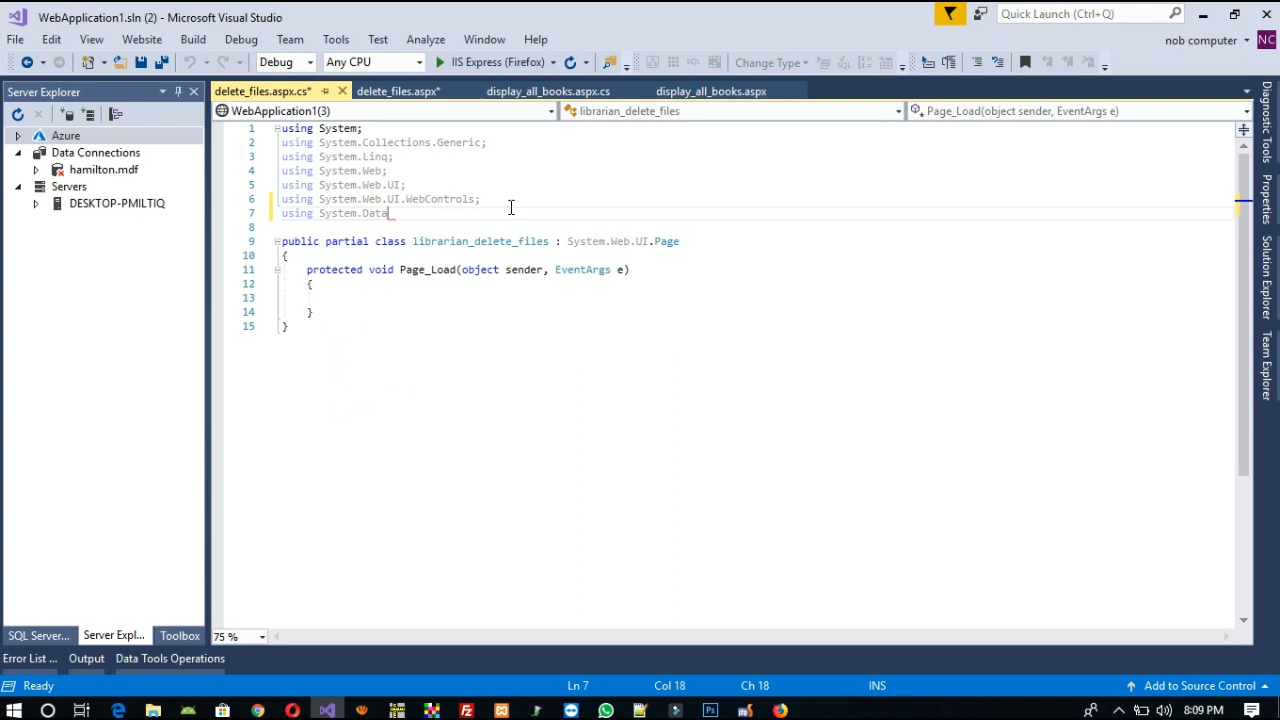 WebApplication1.sln (2) - Microsoft Visual Studio
Quick Launch (Ctrl+Q)
File Edit View Website Build Debug Team Tools Test Analyze Window Help
nob computer NC
Debug Any CPU IIS Express (Firefox) Change Type
Server Explorer
delete_files.aspx.cs* delete_files.aspx* display_all_books.aspx.cs display_all_books.aspx
WebApplication1(3) librarian_delete_files Page_Load(object sender, EventArgs e)
Azure
Data Connections
hamilton.mdf
Servers
DESKTOP-PMILTIQ
1 using System;
2 using System.Collections.Generic;
3 using System.Linq;
4 using System.Web;
5 using System.Web.UI;
6 using System.Web.UI.WebControls;
7 using System.Data
8
9 public partial class librarian_delete_files : System.Web.UI.Page
10 {
11 protected void Page_Load(object sender, EventArgs e)
12 {
13
14 }
15 }
Diagnostic Tools
Properties
Solution Explorer
Team Explorer
75 %
SQL Server... Server Expl... Toolbox
Error List ... Output Data Tools Operations
Ready Ln 7 Col 18 Ch 18 INS Add to Source Control
8:09 PM